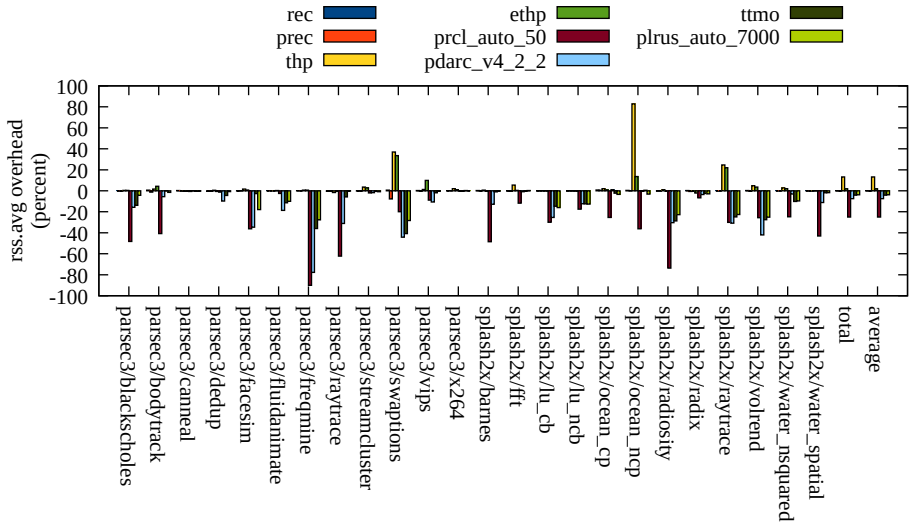 rec
prec
thp
ethp
prcl_auto_50
pdarc_v4_2_2
ttmo
plrus_auto_7000
rss.avg overhead
(percent)
100
80
60
40
20
0
-20
-40
-60
-80
-100
parsec3/blackscholes
parsec3/bodytrack
parsec3/canneal
parsec3/dedup
parsec3/facesim
parsec3/fluidanimate
parsec3/freqmine
parsec3/raytrace
parsec3/streamcluster
parsec3/swaptions
parsec3/vips
parsec3/x264
splash2x/barnes
splash2x/fft
splash2x/lu_cb
splash2x/lu_ncb
splash2x/ocean_cp
splash2x/ocean_ncp
splash2x/radiosity
splash2x/radix
splash2x/raytrace
splash2x/volrend
splash2x/water_nsquared
splash2x/water_spatial
total
average